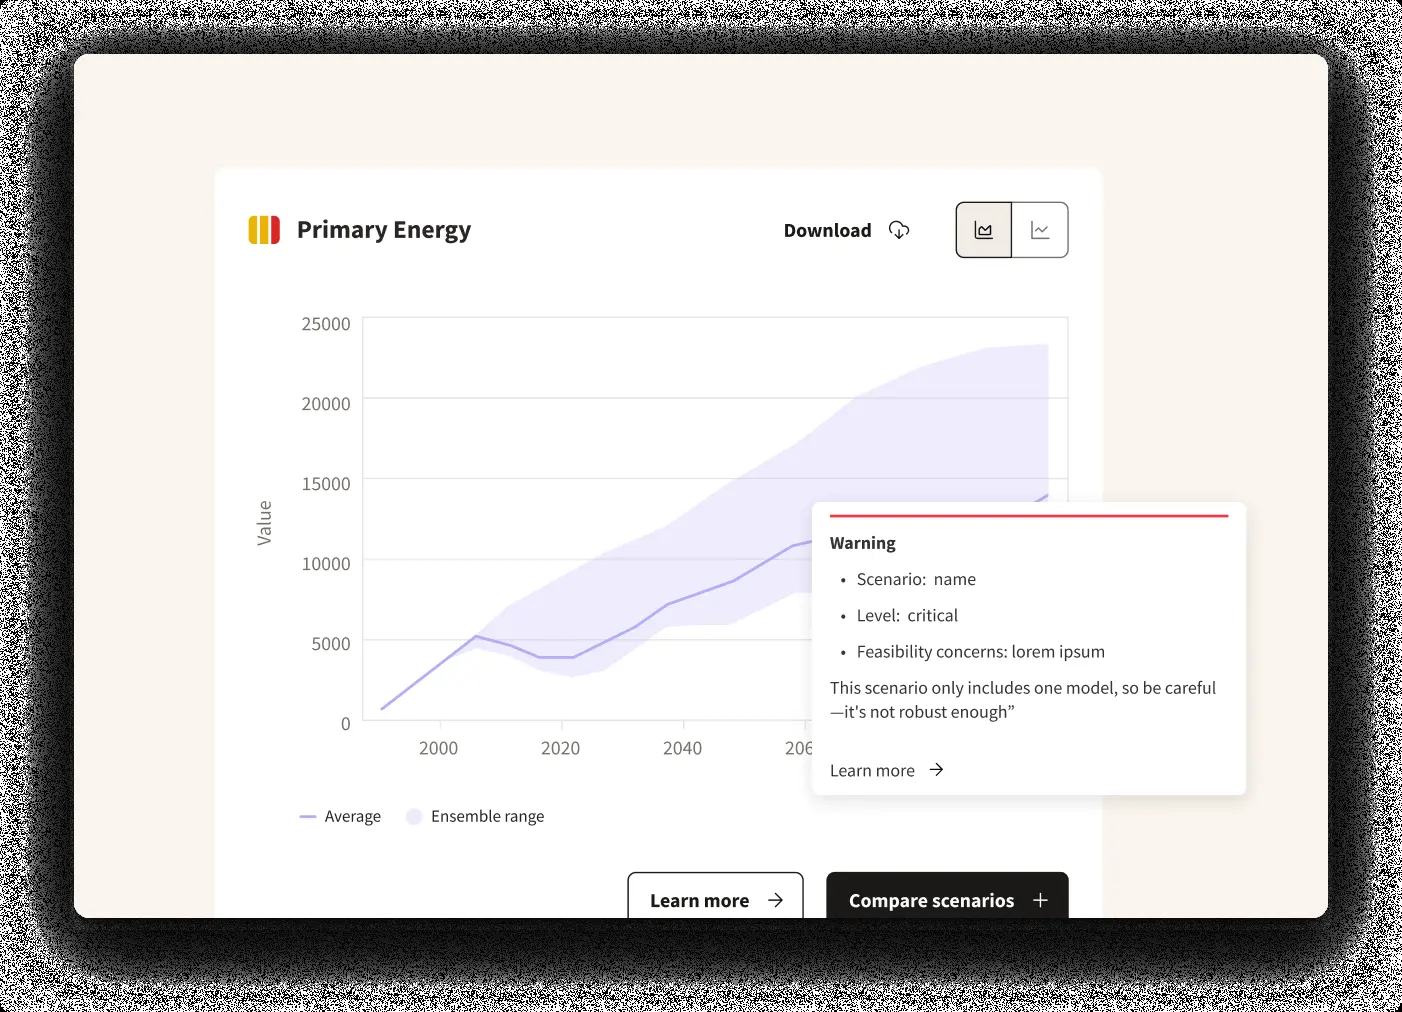 Primary Energy
Download
25000
20000
15000
10000
5000
0
Value
2000
2020
2040
206
Warning
• Scenario: name
• Level: critical
• Feasibility concerns: lorem ipsum
This scenario only includes one model, so be careful
—it's not robust enough”
Learn more
Average
Ensemble range
Learn more
Compare scenarios